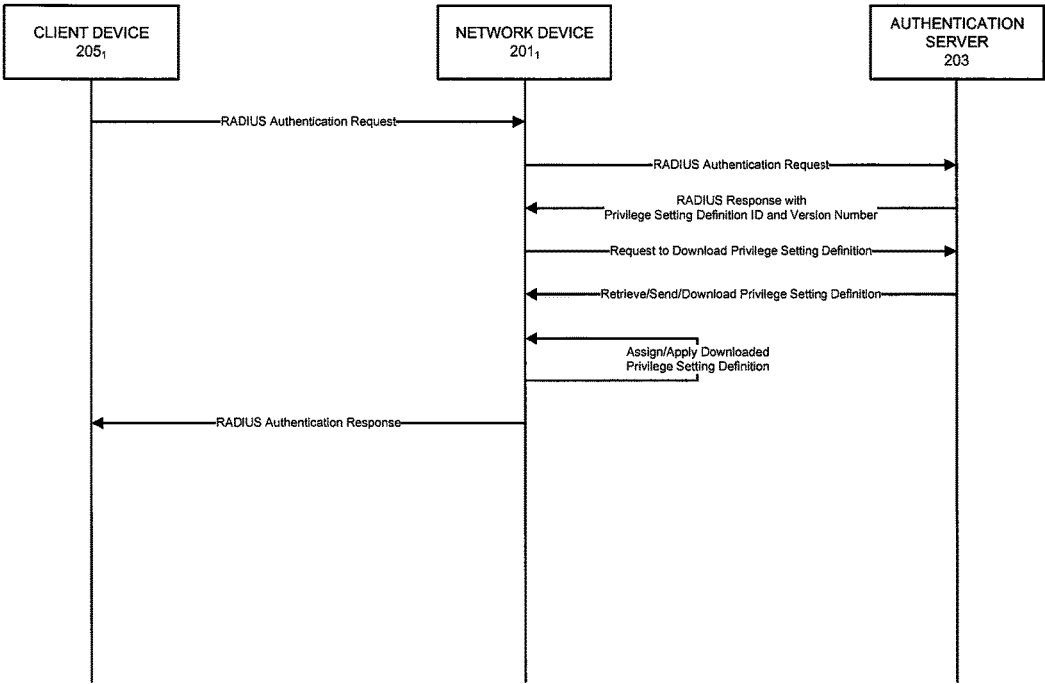 CLIENT DEVICE
205₁
NETWORK DEVICE
201₁
AUTHENTICATION
SERVER
203
RADIUS Authentication Request
RADIUS Authentication Request
RADIUS Response with
Privilege Setting Definition ID and Version Number
Request to Download Privilege Setting Definition
Retrieve/Send/Download Privilege Setting Definition
Assign/Apply Downloaded
Privilege Setting Definition
RADIUS Authentication Response